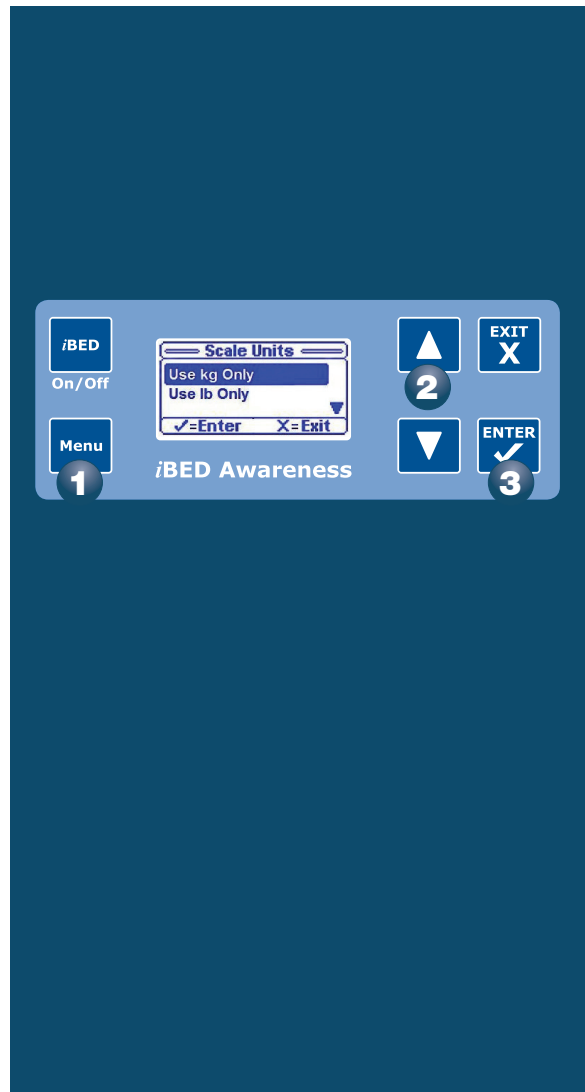 iBED
On/Off
Menu
1
Scale Units
Use kg Only
Use lb Only
✓=Enter X=Exit
iBED Awareness
2
EXIT
X
ENTER
✓
3